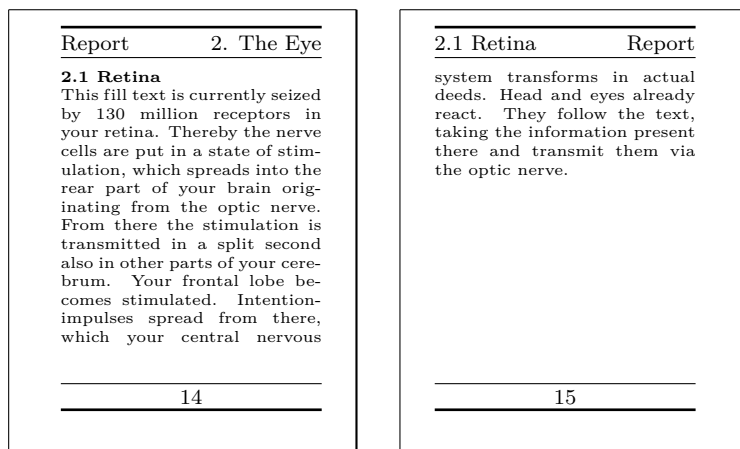 Report 2. The Eye
2.1 Retina
This fill text is currently seized
by 130 million receptors in
your retina. Thereby the nerve
cells are put in a state of stim-
ulation, which spreads into the
rear part of your brain orig-
inating from the optic nerve.
From there the stimulation is
transmitted in a split second
also in other parts of your cere-
brum. Your frontal lobe be-
comes stimulated. Intention-
impulses spread from there,
which your central nervous
14
2.1 Retina Report
system transforms in actual
deeds. Head and eyes already
react. They follow the text,
taking the information present
there and transmit them via
the optic nerve.
15